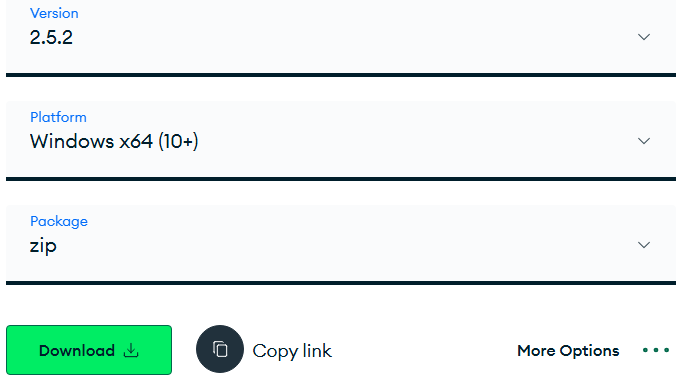 Version
2.5.2
Platform
Windows x64 (10+)
Package
zip
Download
Copy link
More Options